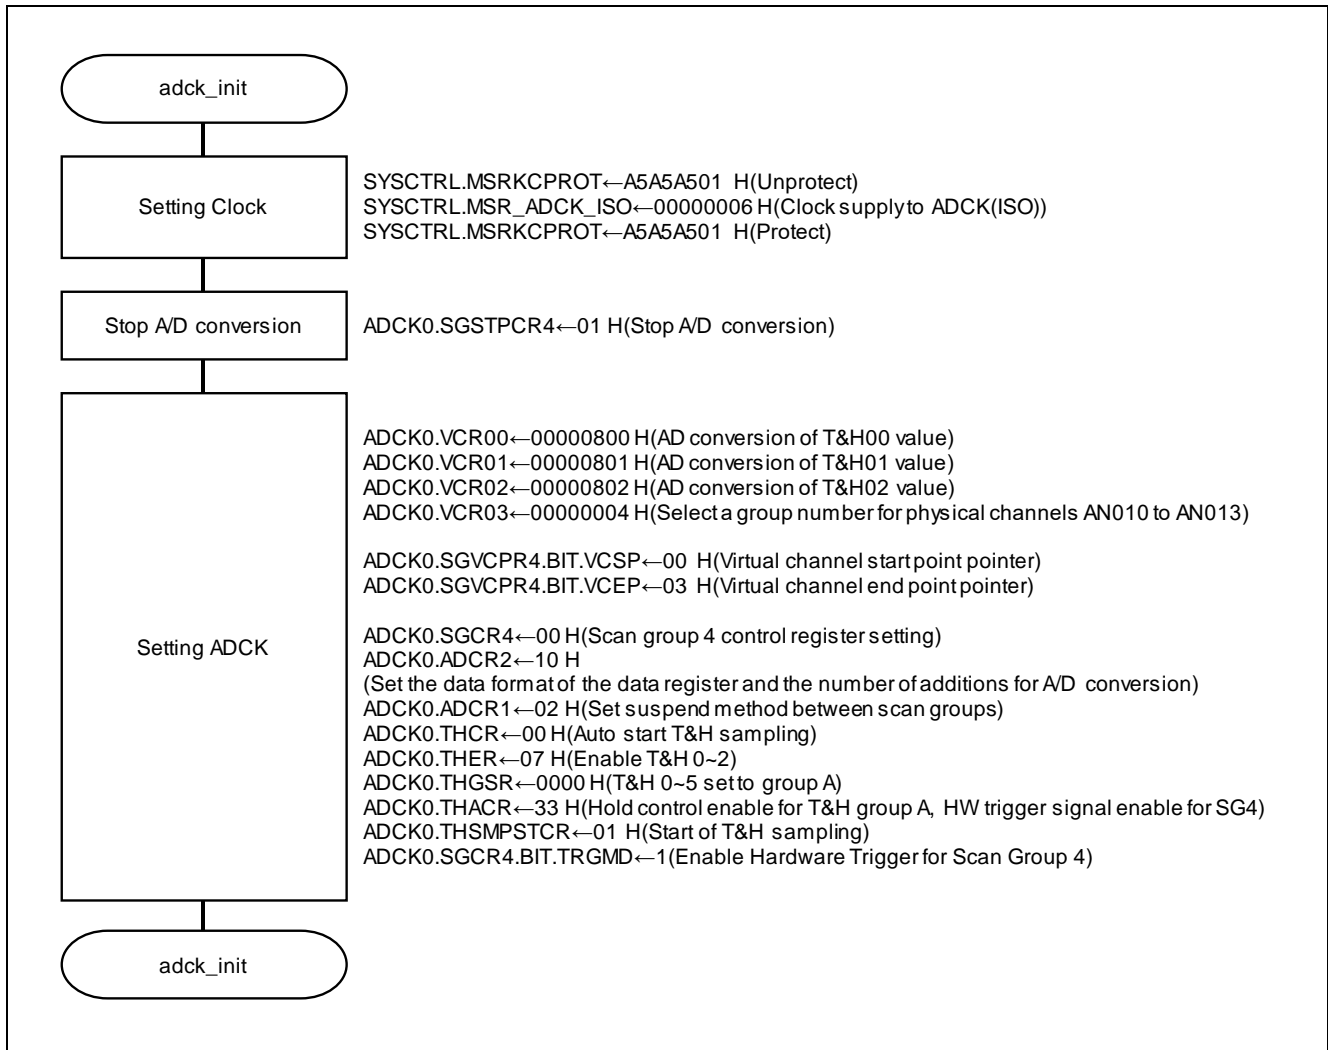 adck_init
Setting Clock
SYSCTRL.MSRKCPROT←A5A5A501 H(Unprotect)
SYSCTRL.MSR_ADCK_ISO←00000006 H(Clock supply to ADCK(ISO))
SYSCTRL.MSRKCPROT←A5A5A501 H(Protect)
Stop A/D conversion
ADCK0.SGSTPCR4←01 H(Stop A/D conversion)
Setting ADCK
ADCK0.VCR00←00000800 H(AD conversion of T&H00 value)
ADCK0.VCR01←00000801 H(AD conversion of T&H01 value)
ADCK0.VCR02←00000802 H(AD conversion of T&H02 value)
ADCK0.VCR03←00000004 H(Select a group number for physical channels AN010 to AN013)
ADCK0.SGVCPR4.BIT.VCSP←00 H(Virtual channel start point pointer)
ADCK0.SGVCPR4.BIT.VCEP←03 H(Virtual channel end point pointer)
ADCK0.SGCR4←00 H(Scan group 4 control register setting)
ADCK0.ADCR2←10 H
(Set the data format of the data register and the number of additions for A/D conversion)
ADCK0.ADCR1←02 H(Set suspend method between scan groups)
ADCK0.THCR←00 H(Auto start T&H sampling)
ADCK0.THER←07 H(Enable T&H 0~2)
ADCK0.THGSR←0000 H(T&H 0~5 set to group A)
ADCK0.THACR←33 H(Hold control enable for T&H group A, HW trigger signal enable for SG4)
ADCK0.THSMPSTCR←01 H(Start of T&H sampling)
ADCK0.SGCR4.BIT.TRGMD←1(Enable Hardware Trigger for Scan Group 4)
adck_init